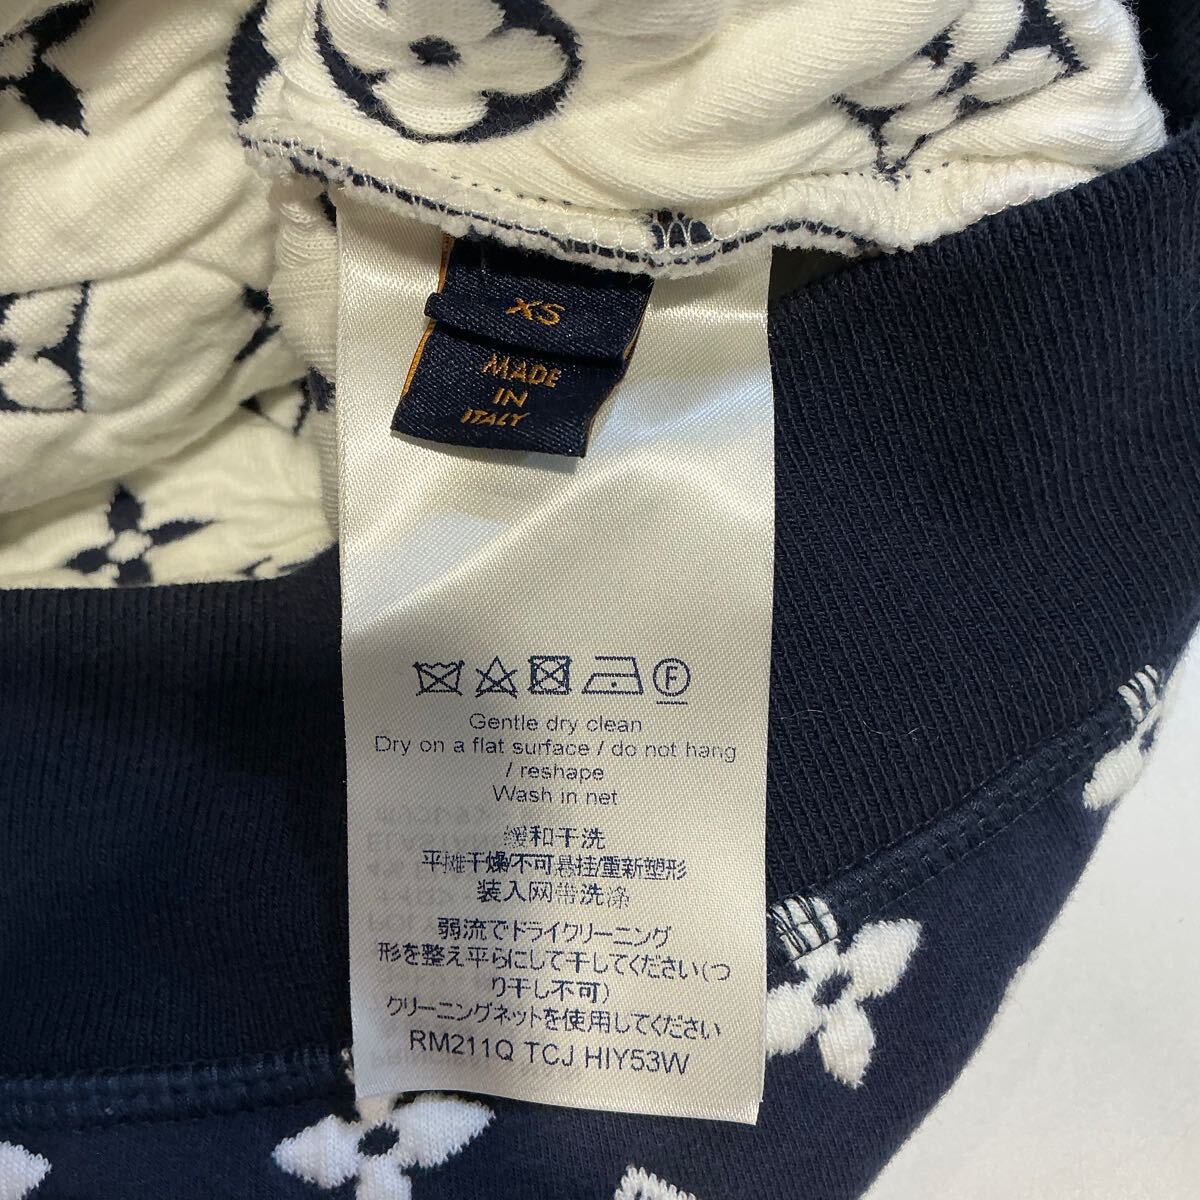 XS
MADE
IN
ITALY
F
Gentle dry clean
Dry on a flat surface / do not hang
/ reshape
Wash in net
缓和干洗
平摊干燥/不可悬挂/重新塑形
装入网带洗涤
弱流でドライクリーニング
形を整え平らにして干してください(つ
り干し不可)
クリーニングネットを使用してください
RM211Q TCJ HIY53W